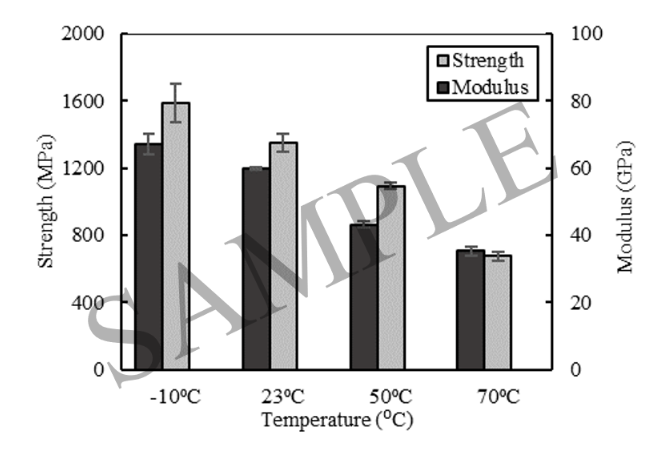 2000
1600
1200
800
400
0
Strength (MPa)
100
80
60
40
20
0
Modulus (GPa)
Strength
Modulus
SAMPLE
-10ºC
23ºC
50ºC
70ºC
Temperature (⁰C)